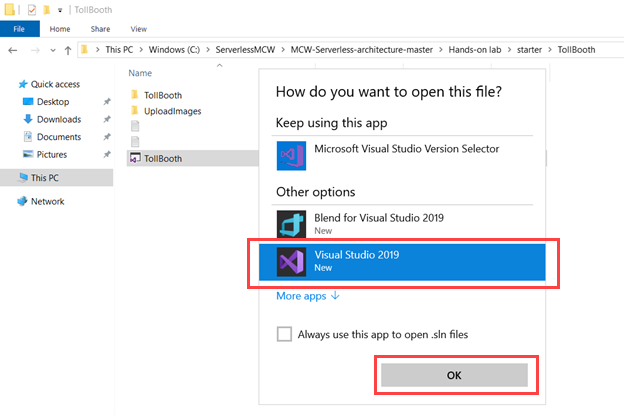 TollBooth
File
Home
Share
View
This PC
Windows (C:)
ServerlessMCW
MCW-Serverless-architecture-master
Hands-on lab
starter
TollBooth
Quick access
Desktop
Downloads
Documents
Pictures
This PC
Network
Name
TollBooth
UploadImages
TollBooth
How do you want to open this file?
Keep using this app
Microsoft Visual Studio Version Selector
Other options
Blend for Visual Studio 2019
New
Visual Studio 2019
New
More apps ↓
Always use this app to open .sln files
OK